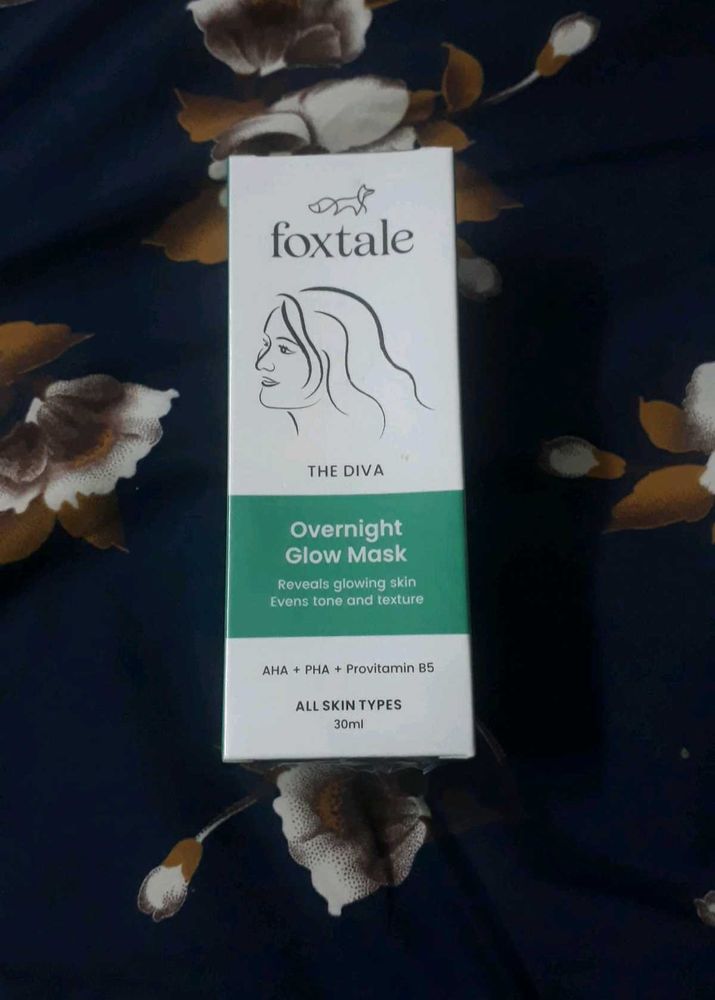 foxtale
THE DIVA
Overnight
Glow Mask
Reveals glowing skin
Evens tone and texture
AHA + PHA + Provitamin B5
ALL SKIN TYPES
30ml